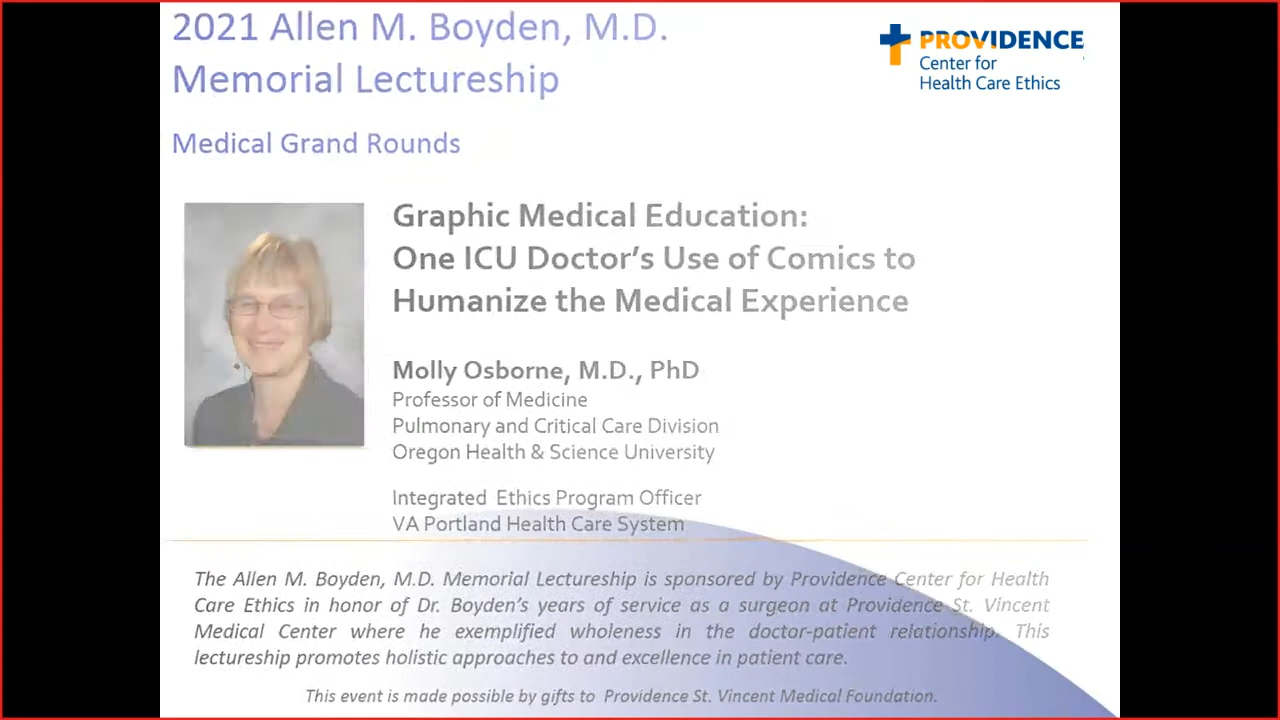 2021 Allen M. Boyden, M.D.
Memorial Lectureship
PROVIDENCE
Center for
Health Care Ethics
Medical Grand Rounds
Graphic Medical Education:
One ICU Doctor's Use of Comics to
Humanize the Medical Experience
Molly Osborne, M.D., PhD
Professor of Medicine
Pulmonary and Critical Care Division
Oregon Health & Science University
Integrated Ethics Program Officer
VA Portland Health Care System
The Allen M. Boyden, M.D. Memorial Lectureship is sponsored by Providence Center for Health
Care Ethics in honor of Dr. Boyden's years of service as a surgeon at Providence St. Vincent
Medical Center where he exemplified wholeness in the doctor-patient relationship. This
lectureship promotes holistic approaches to and excellence in patient care.
This event is made possible by gifts to Providence St. Vincent Medical Foundation.